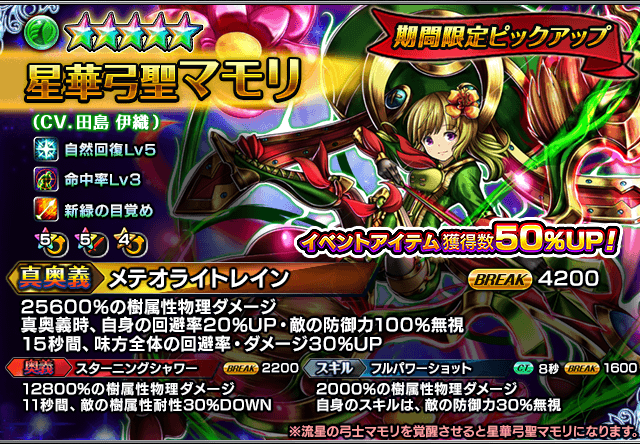 期間限定ピックアップ
星華弓聖マモリ
(CV.田島 伊織)
自然回復Lv5
命中率Lv3
新緑の目覚め
5 5 4
イベントアイテム獲得数50%UP!
真奥義 メテオライトレイン BREAK 4200
25600%の樹属性物理ダメージ
真奥義時、自身の回避率20%UP・敵の防御力100%無視
15秒間、味方全体の回避率・ダメージ30%UP
奥義 スターニングシャワー BREAK 2200
12800%の樹属性物理ダメージ
11秒間、敵の樹属性耐性30%DOWN
スキル フルパワーショット CT 8秒 BREAK 1600
2000%の樹属性物理ダメージ
自身のスキルは、敵の防御力30%無視
※流星の弓士マモリを覚醒させると星華弓聖マモリになります。